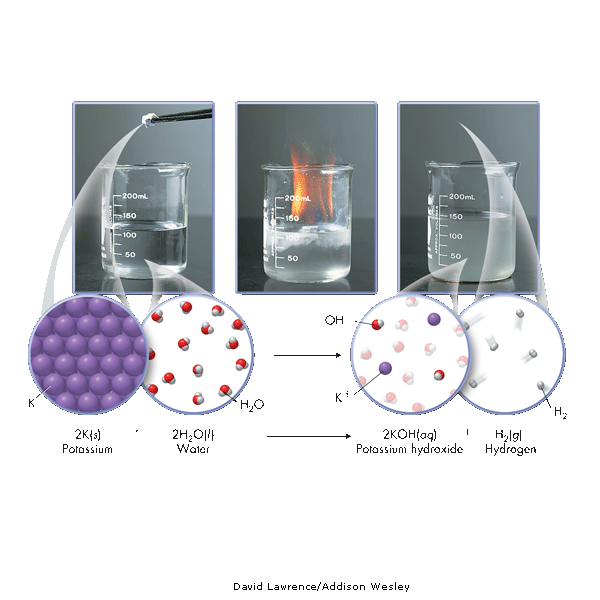 200mL
150
100
50
200mL
150
100
50
200mL
150
100
50
OH
K
H₂O
K
H₂
2K(s)
2H₂O(l)
2KOH(aq)
H₂(g)
Potassium
Water
Potassium hydroxide
Hydrogen
David Lawrence/Addison Wesley